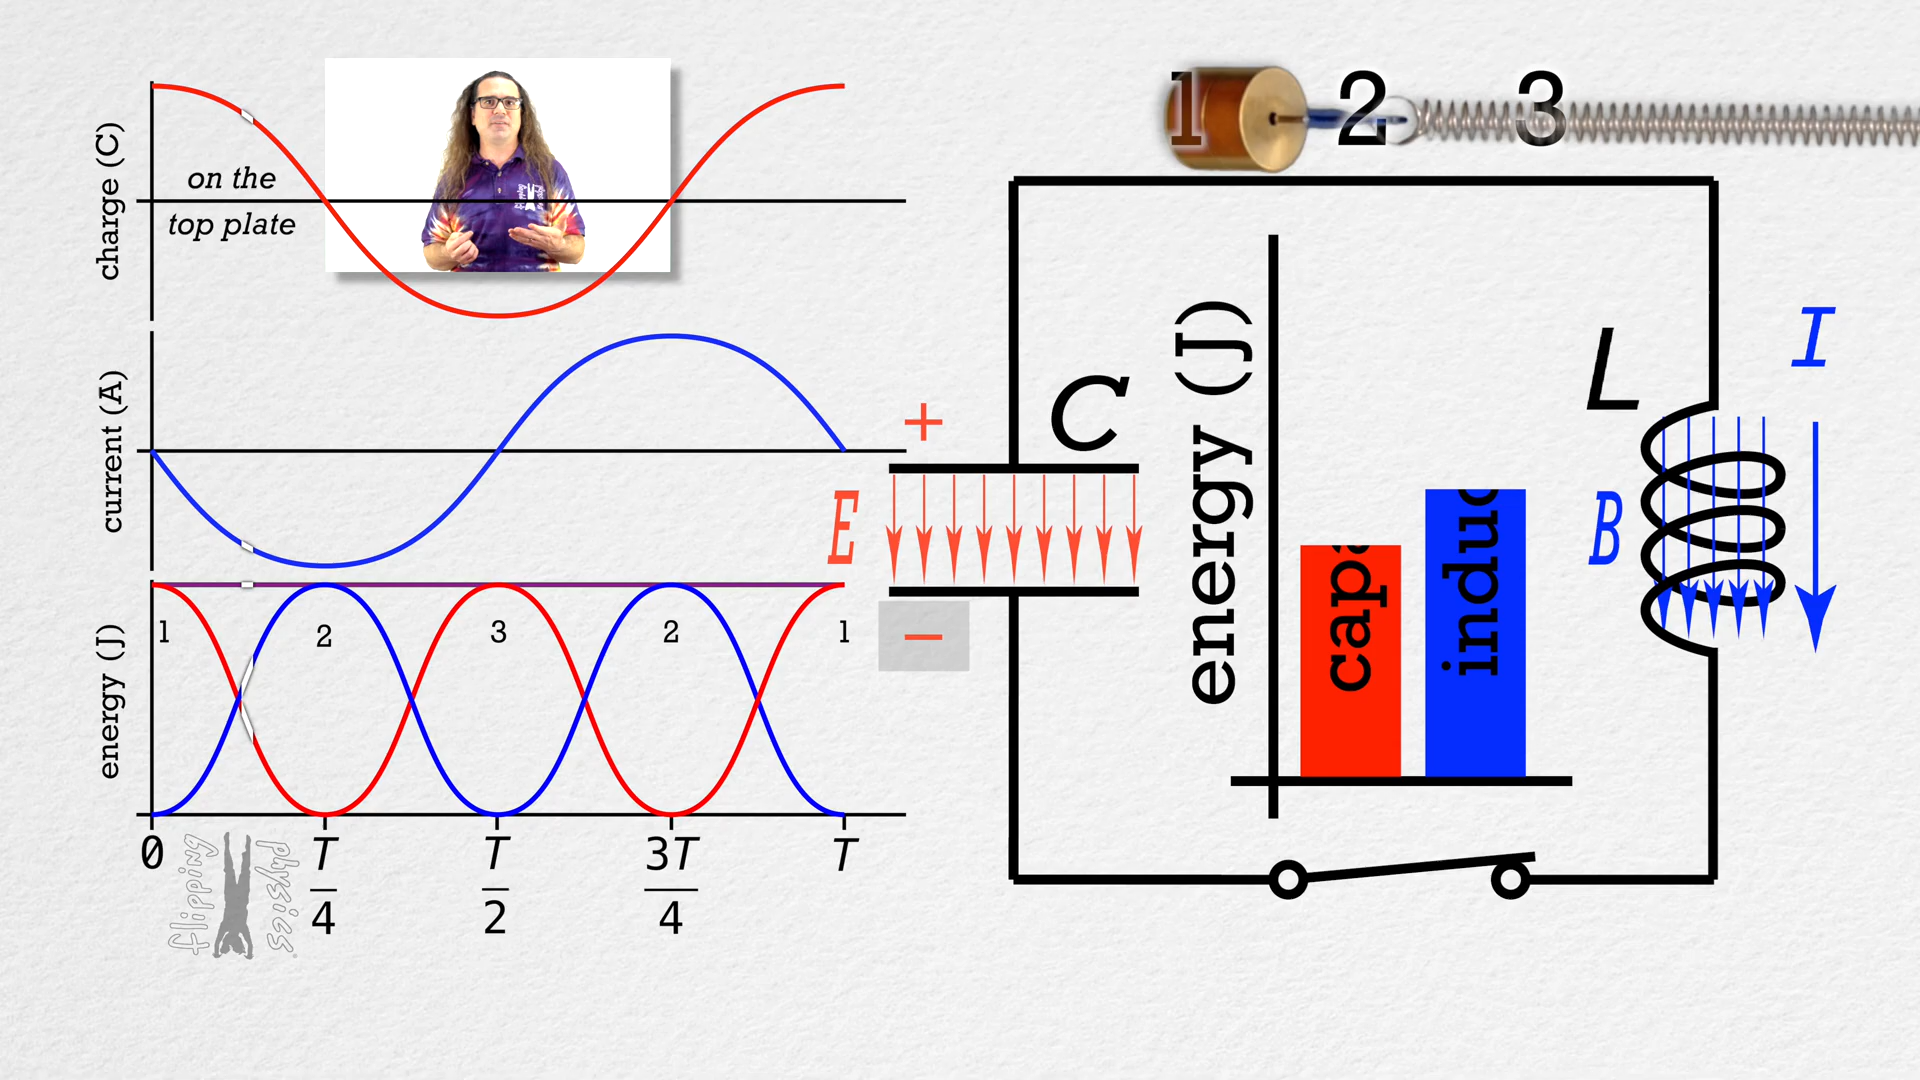 charge (C)
on the
top plate
current (A)
energy (J)
1
2
3
2
1
0
T
4
T
2
3T
4
T
flipping
physics
1 2 3
C
L
I
E
B
+
−
energy (J)
capa
induc